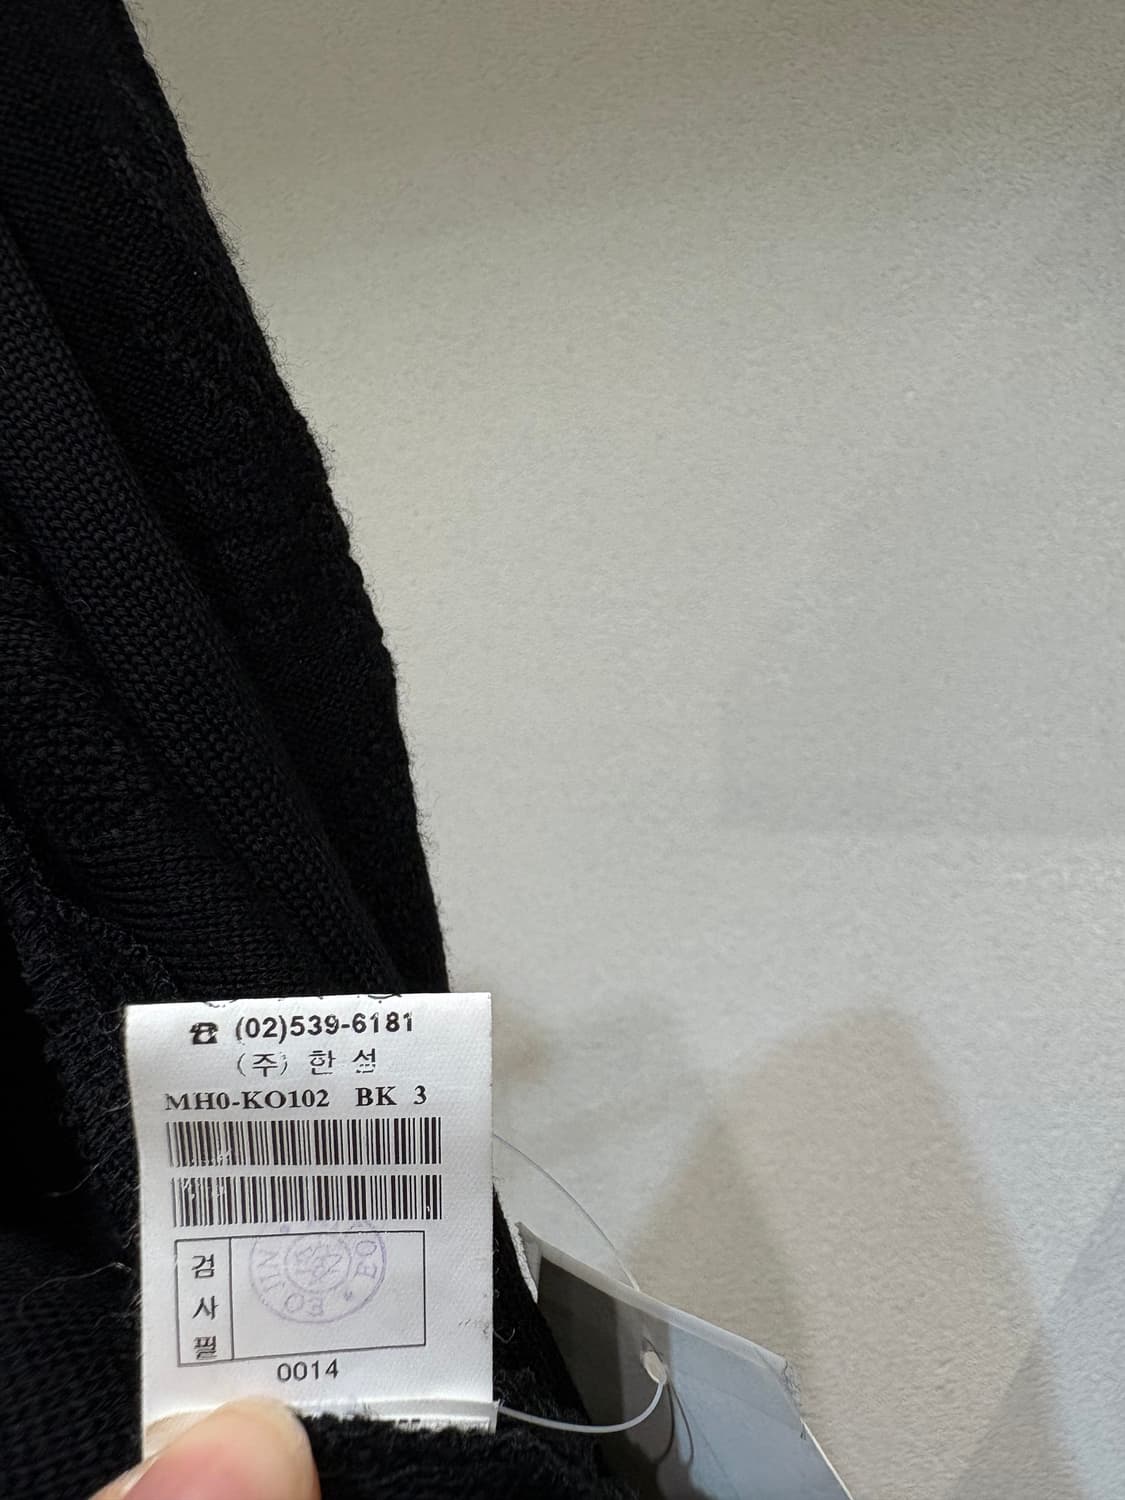 ☎ (02)539-6181
(주) 한 섬
MH0-KO102 BK 3
검
사
필
0014